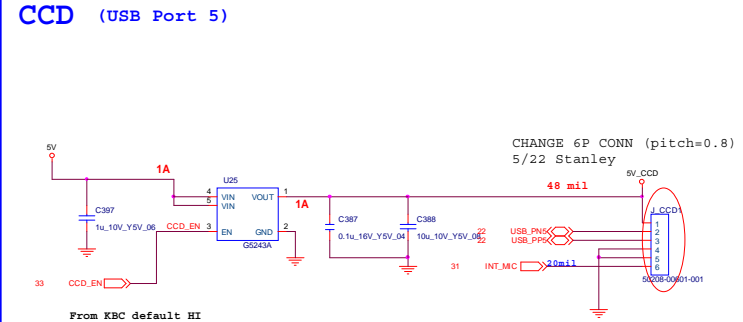 CCD (USB Port 5)
CHANGE 6P CONN (pitch=0.8)
5/22 Stanley
5V
5V_CCD
1A
U25
48 mil
J_CCD1
4 VIN VOUT 1
5 VIN
1A
C397
1u_10V_Y5V_06
CCD_EN 3 EN GND 2
G5243A
C387
0.1u_16V_Y5V_04
C388
10u_10V_Y5V_08
22 USB_PN5
22 USB_PP5
1
2
3
4
5
6
31 INT_MIC 20mil
50208-00601-001
33 CCD_EN
From KBC default HI